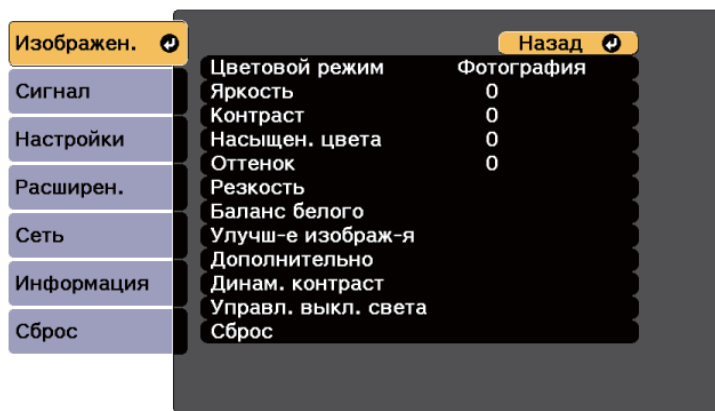 Изображен.
Сигнал
Настройки
Расширен.
Сеть
Информация
Сброс
Назад
Цветовой режим Фотография
Яркость 0
Контраст 0
Насыщен. цвета 0
Оттенок 0
Резкость
Баланс белого
Улучш-е изображ-я
Дополнительно
Динам. контраст
Управл. выкл. света
Сброс